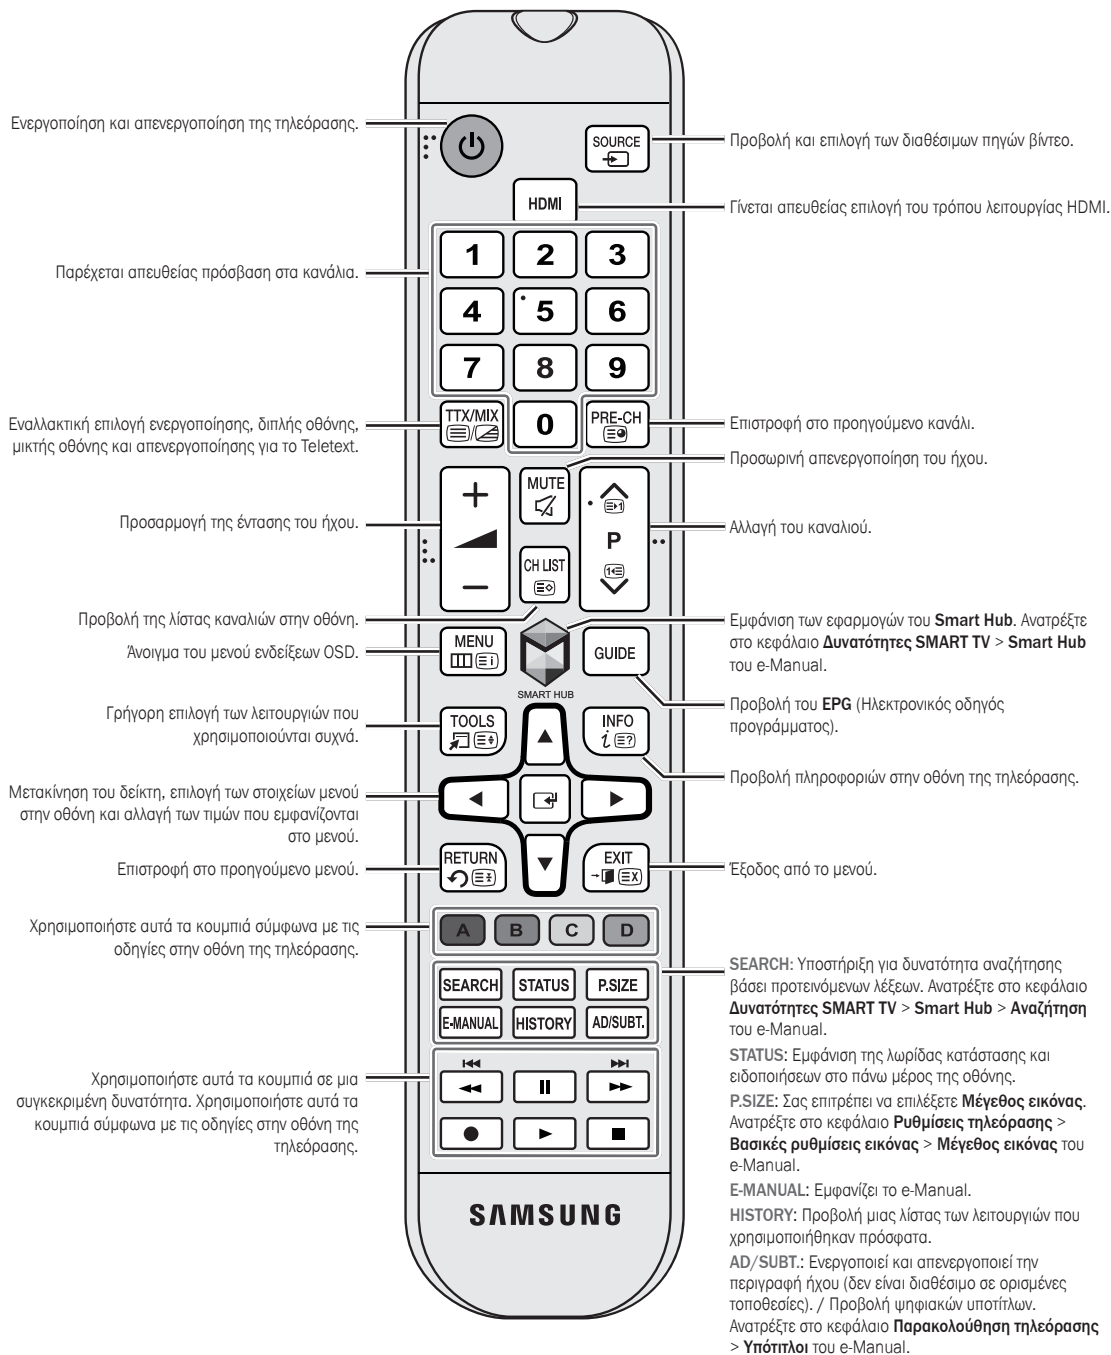 Ενεργοποίηση και απενεργοποίηση της τηλεόρασης.
SOURCE
Προβολή και επιλογή των διαθέσιμων πηγών βίντεο.
HDMI
Γίνεται απευθείας επιλογή του τρόπου λειτουργίας HDMI.
1 2 3
Παρέχεται απευθείας πρόσβαση στα κανάλια.
4 5 6
7 8 9
TTX/MIX
0
PRE-CH
Εναλλακτική επιλογή ενεργοποίησης, διπλής οθόνης,
μικτής οθόνης και απενεργοποίησης για το Teletext.
Επιστροφή στο προηγούμενο κανάλι.
Προσωρινή απενεργοποίηση του ήχου.
MUTE
+
Προσαρμογή της έντασης του ήχου.
P
Αλλαγή του καναλιού.
CH LIST
−
Προβολή της λίστας καναλιών στην οθόνη.
Εμφάνιση των εφαρμογών του Smart Hub. Ανατρέξτε
στο κεφάλαιο Δυνατότητες SMART TV > Smart Hub
του e-Manual.
MENU
Άνοιγμα του μενού ενδείξεων OSD.
GUIDE
SMART HUB
Προβολή του EPG (Ηλεκτρονικός οδηγός
προγράμματος).
Γρήγορη επιλογή των λειτουργιών που
χρησιμοποιούνται συχνά.
TOOLS
INFO
Προβολή πληροφοριών στην οθόνη της τηλεόρασης.
Μετακίνηση του δείκτη, επιλογή των στοιχείων μενού
στην οθόνη και αλλαγή των τιμών που εμφανίζονται
στο μενού.
RETURN
EXIT
Επιστροφή στο προηγούμενο μενού.
Έξοδος από το μενού.
Χρησιμοποιήστε αυτά τα κουμπιά σύμφωνα με τις
οδηγίες στην οθόνη της τηλεόρασης.
A B C D
SEARCH STATUS P.SIZE
E-MANUAL HISTORY AD/SUBT.
SEARCH: Υποστήριξη για δυνατότητα αναζήτησης
βάσει προτεινόμενων λέξεων. Ανατρέξτε στο κεφάλαιο
Δυνατότητες SMART TV > Smart Hub > Αναζήτηση
του e-Manual.
STATUS: Εμφάνιση της λωρίδας κατάστασης και
ειδοποιήσεων στο πάνω μέρος της οθόνης.
P.SIZE: Σας επιτρέπει να επιλέξετε Μέγεθος εικόνας.
Ανατρέξτε στο κεφάλαιο Ρυθμίσεις τηλεόρασης >
Βασικές ρυθμίσεις εικόνας > Μέγεθος εικόνας του
e-Manual.
E-MANUAL: Εμφανίζει το e-Manual.
HISTORY: Προβολή μιας λίστας των λειτουργιών που
χρησιμοποιήθηκαν πρόσφατα.
AD/SUBT.: Ενεργοποιεί και απενεργοποιεί την
περιγραφή ήχου (δεν είναι διαθέσιμο σε ορισμένες
τοποθεσίες). / Προβολή ψηφιακών υποτίτλων.
Ανατρέξτε στο κεφάλαιο Παρακολούθηση τηλεόρασης
> Υπότιτλοι του e-Manual.
Χρησιμοποιήστε αυτά τα κουμπιά σε μια
συγκεκριμένη δυνατότητα. Χρησιμοποιήστε αυτά τα
κουμπιά σύμφωνα με τις οδηγίες στην οθόνη της
τηλεόρασης.
SAMSUNG